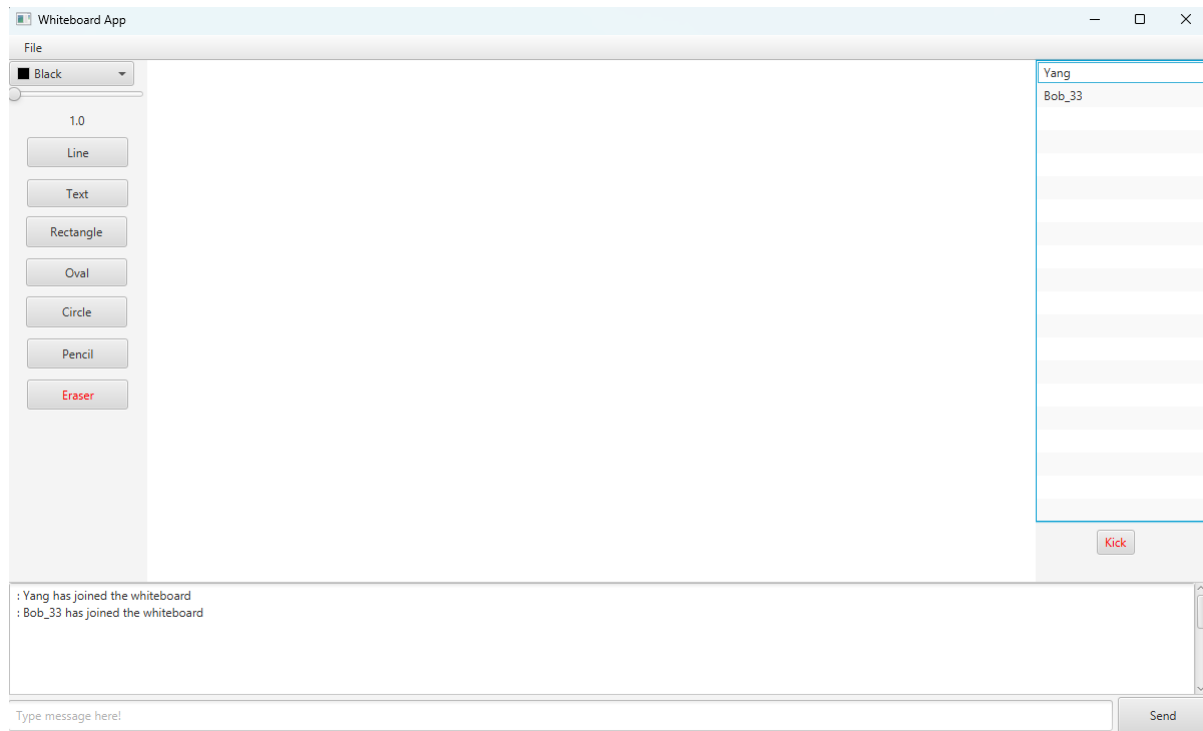 Whiteboard App
File
Black
1.0
Line
Text
Rectangle
Oval
Circle
Pencil
Eraser
Yang
Bob_33
Kick
: Yang has joined the whiteboard
: Bob_33 has joined the whiteboard
Type message here!
Send